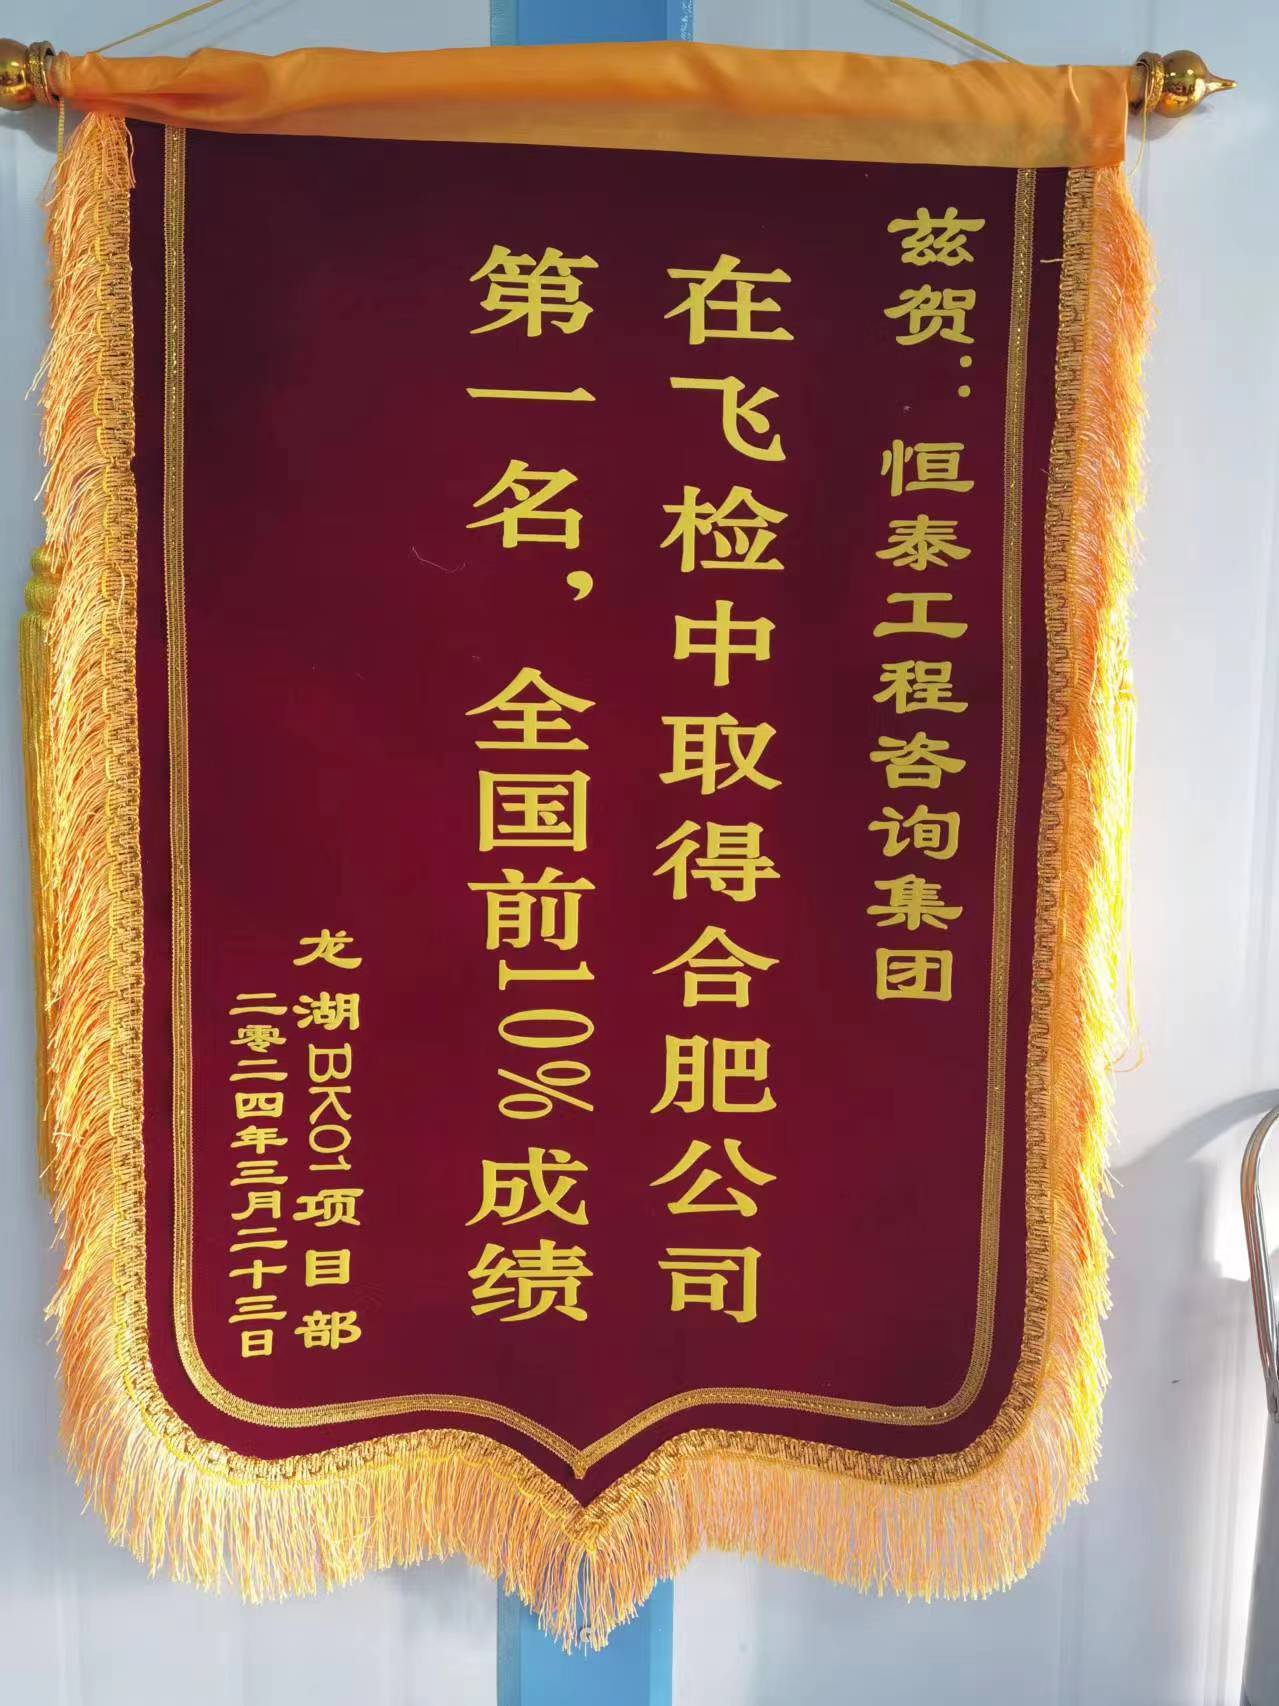 兹贺：恒泰工程咨询集团
在飞检中取得合肥公司
第一名，全国前10%成绩
龙湖BK01项目部
二零二四年三月二十三日